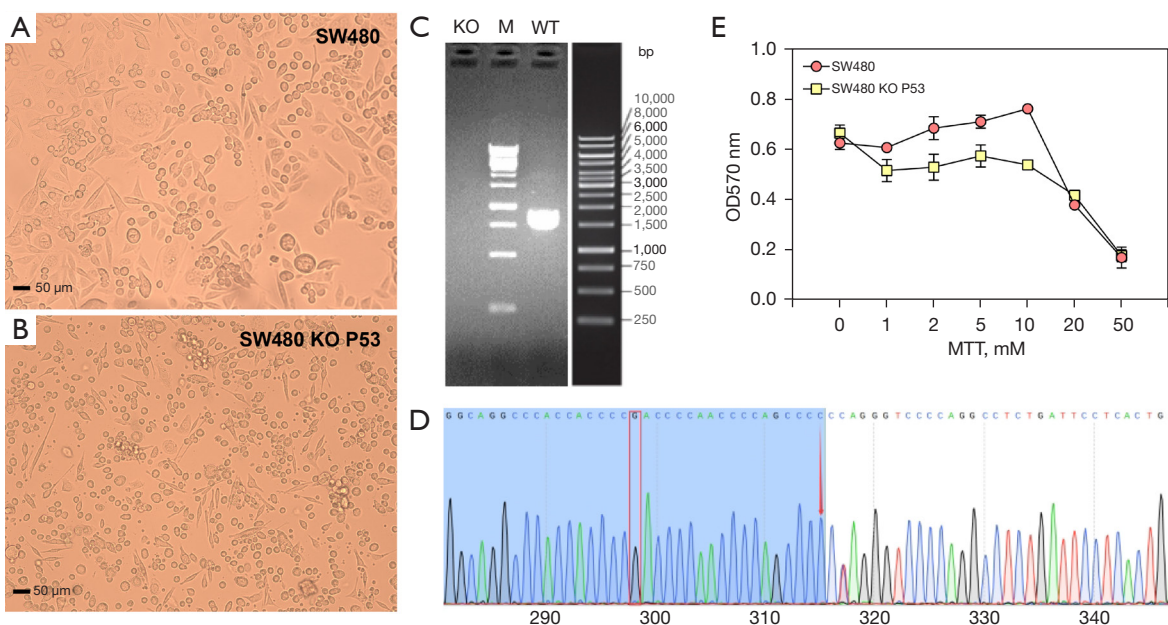 A
SW480
50 µm
B
SW480 KO P53
50 µm
C
KO M WT
bp
10,000
8,000
6,000
5,000
4,000
3,500
3,000
2,500
2,000
1,500
1,000
750
500
250
D
G G C A G G C C C A C C A C C C C G A C C C C A A C C C C A G C C C C C C A G G G T C C C C A G G C C T C T G A T T C C T C A C T G
290 300 310 320 330 340
E
SW480
SW480 KO P53
OD570 nm
1.0
0.8
0.6
0.4
0.2
0.0
0 1 2 5 10 20 50
MTT, mM